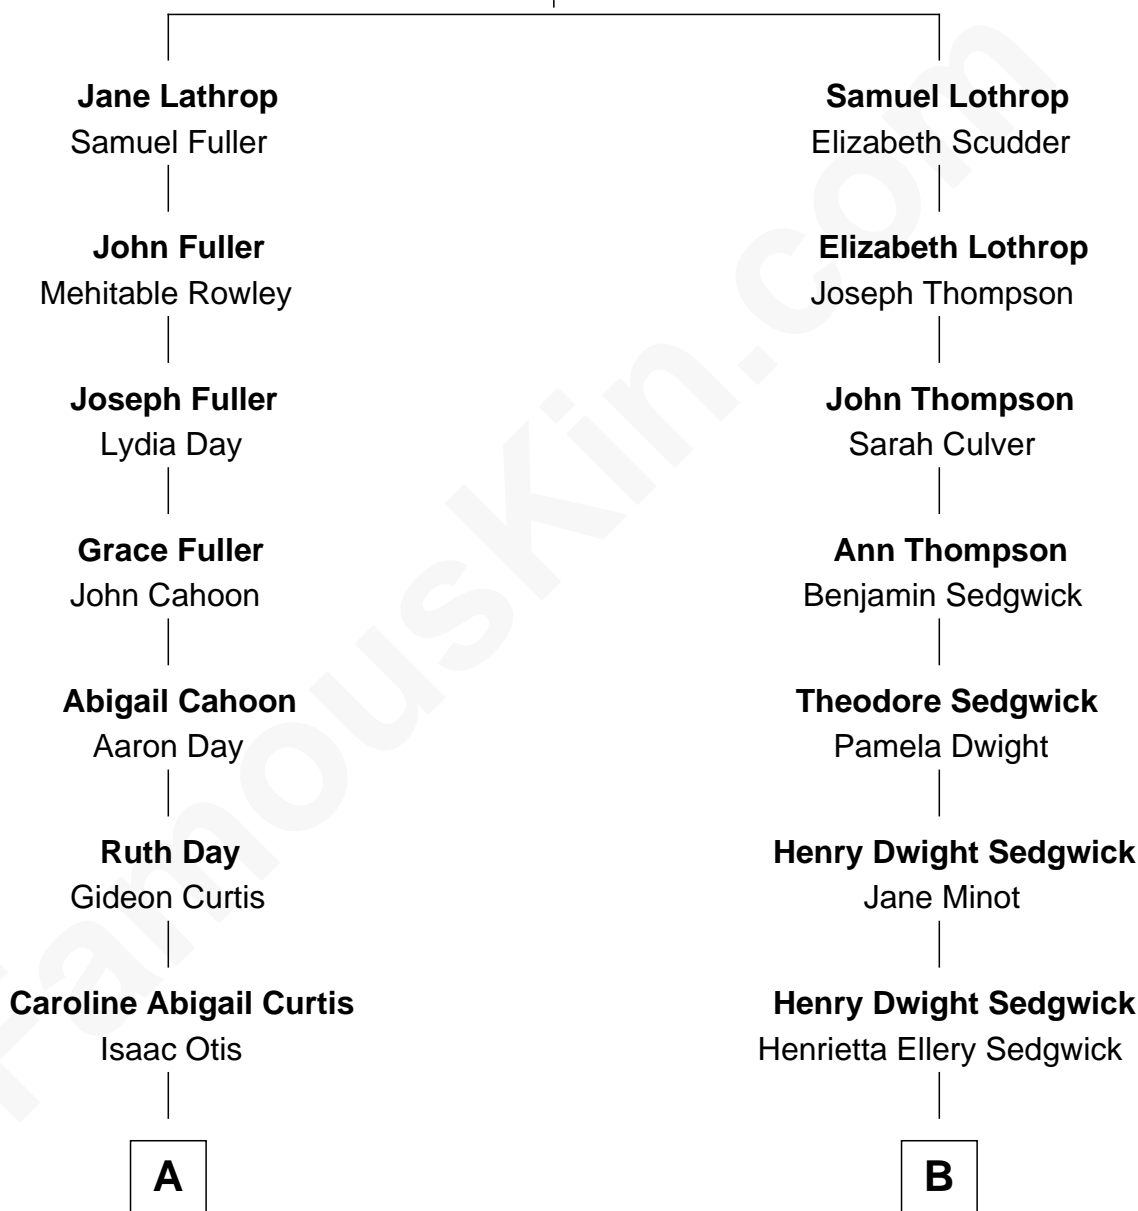 Jane Lathrop
Samuel Fuller
John Fuller
Mehitable Rowley
Joseph Fuller
Lydia Day
Grace Fuller
John Cahoon
Abigail Cahoon
Aaron Day
Ruth Day
Gideon Curtis
Caroline Abigail Curtis
Isaac Otis
A
Samuel Lothrop
Elizabeth Scudder
Elizabeth Lothrop
Joseph Thompson
John Thompson
Sarah Culver
Ann Thompson
Benjamin Sedgwick
Theodore Sedgwick
Pamela Dwight
Henry Dwight Sedgwick
Jane Minot
Henry Dwight Sedgwick
Henrietta Ellery Sedgwick
B
FamousKin.com